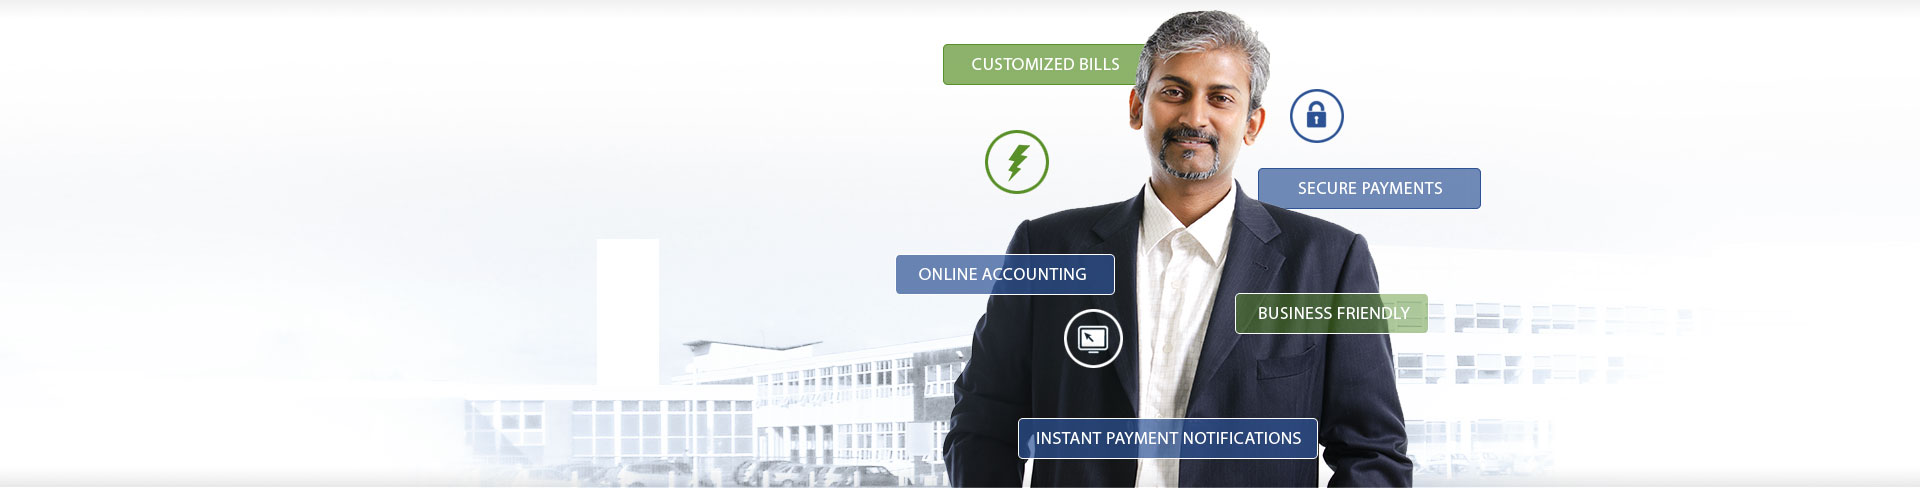 CUSTOMIZED BILLS
SECURE PAYMENTS
ONLINE ACCOUNTING
BUSINESS FRIENDLY
INSTANT PAYMENT NOTIFICATIONS